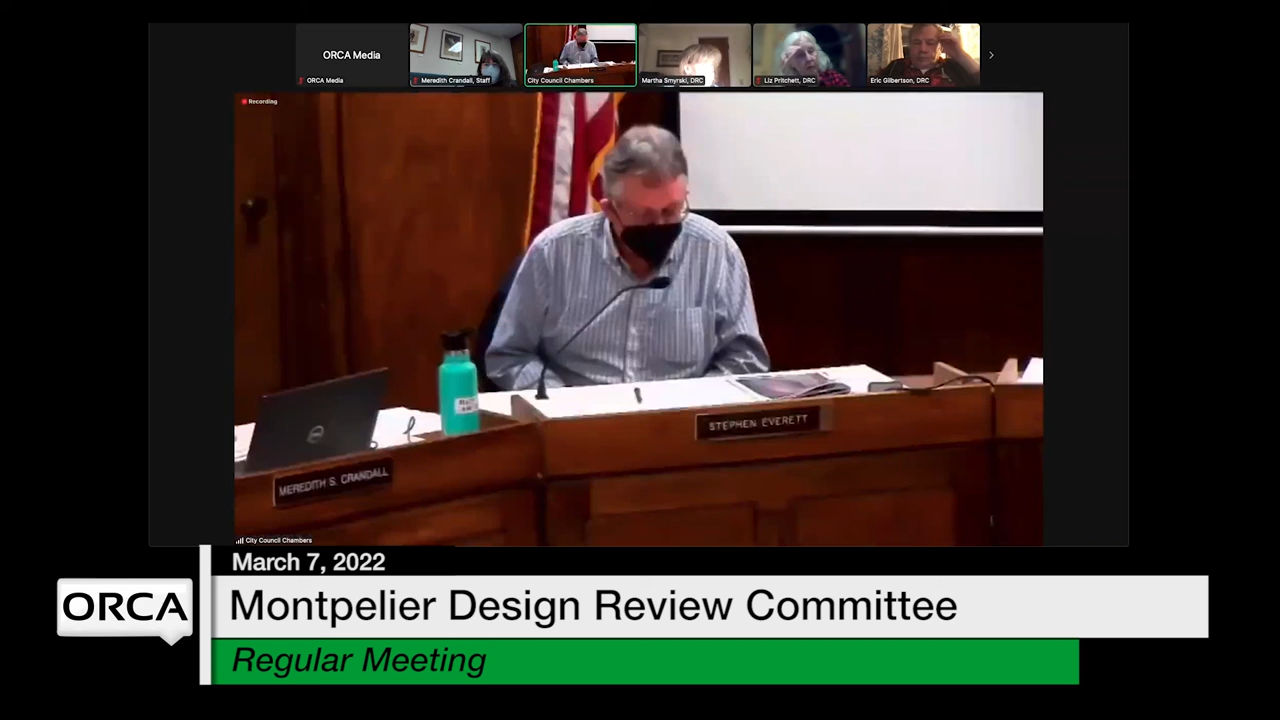 ORCA Media
ORCA Media
Meredith Crandall, Staff
City Council Chambers
Martha Smyrski, DRC
Liz Pritchett, DRC
Eric Gilbertson, DRC
Recording
STEPHEN EVERETT
MEREDITH S. CRANDALL
City Council Chambers
March 7, 2022
ORCA
Montpelier Design Review Committee
Regular Meeting